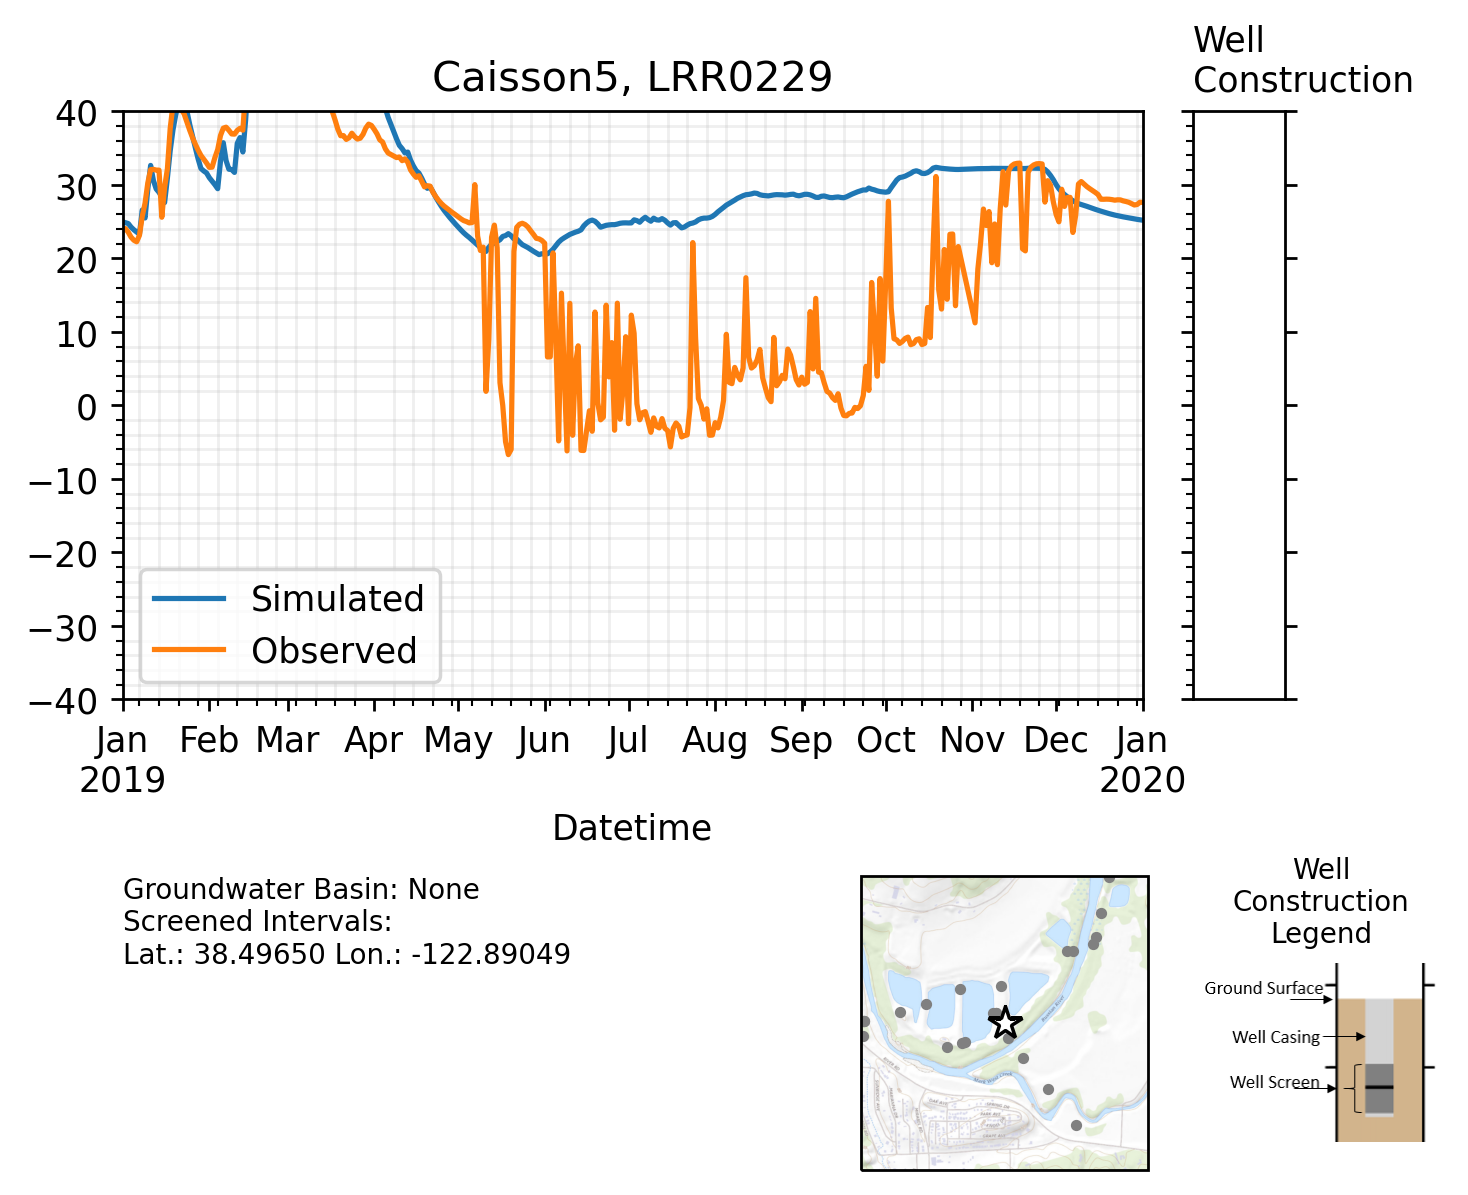 Caisson5, LRR0229
Well
Construction
40
30
20
10
0
−10
−20
−30
−40
Simulated
Observed
Jan Feb Mar Apr May Jun Jul Aug Sep Oct Nov Dec Jan
2019 2020
Datetime
Groundwater Basin: None
Screened Intervals:
Lat.: 38.49650 Lon.: -122.89049
Well
Construction
Legend
Ground Surface
Well Casing
Well Screen